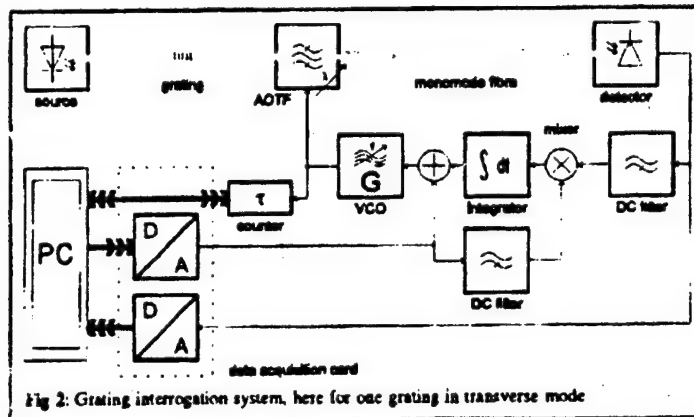 source
grating
AOTF
monomode fibre
detector
mixer
PC
τ
counter
G
VCO
∫ dt
integrator
DC filter
D
A
DC filter
D
A
data acquisition card
Fig 2: Grating interrogation system, here for one grating in transverse mode